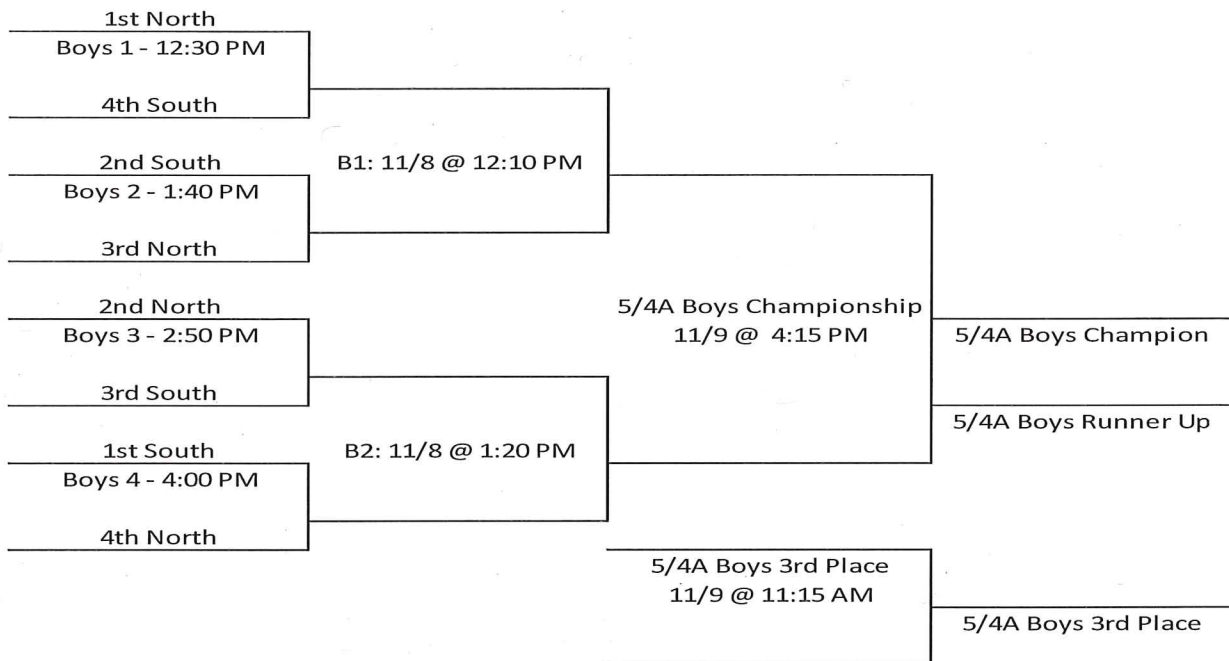 1st North
Boys 1 - 12:30 PM
4th South
2nd South
Boys 2 - 1:40 PM
3rd North
2nd North
Boys 3 - 2:50 PM
3rd South
1st South
Boys 4 - 4:00 PM
4th North
B1: 11/8 @ 12:10 PM
B2: 11/8 @ 1:20 PM
5/4A Boys Championship
11/9 @ 4:15 PM
5/4A Boys 3rd Place
11/9 @ 11:15 AM
5/4A Boys Champion
5/4A Boys Runner Up
5/4A Boys 3rd Place